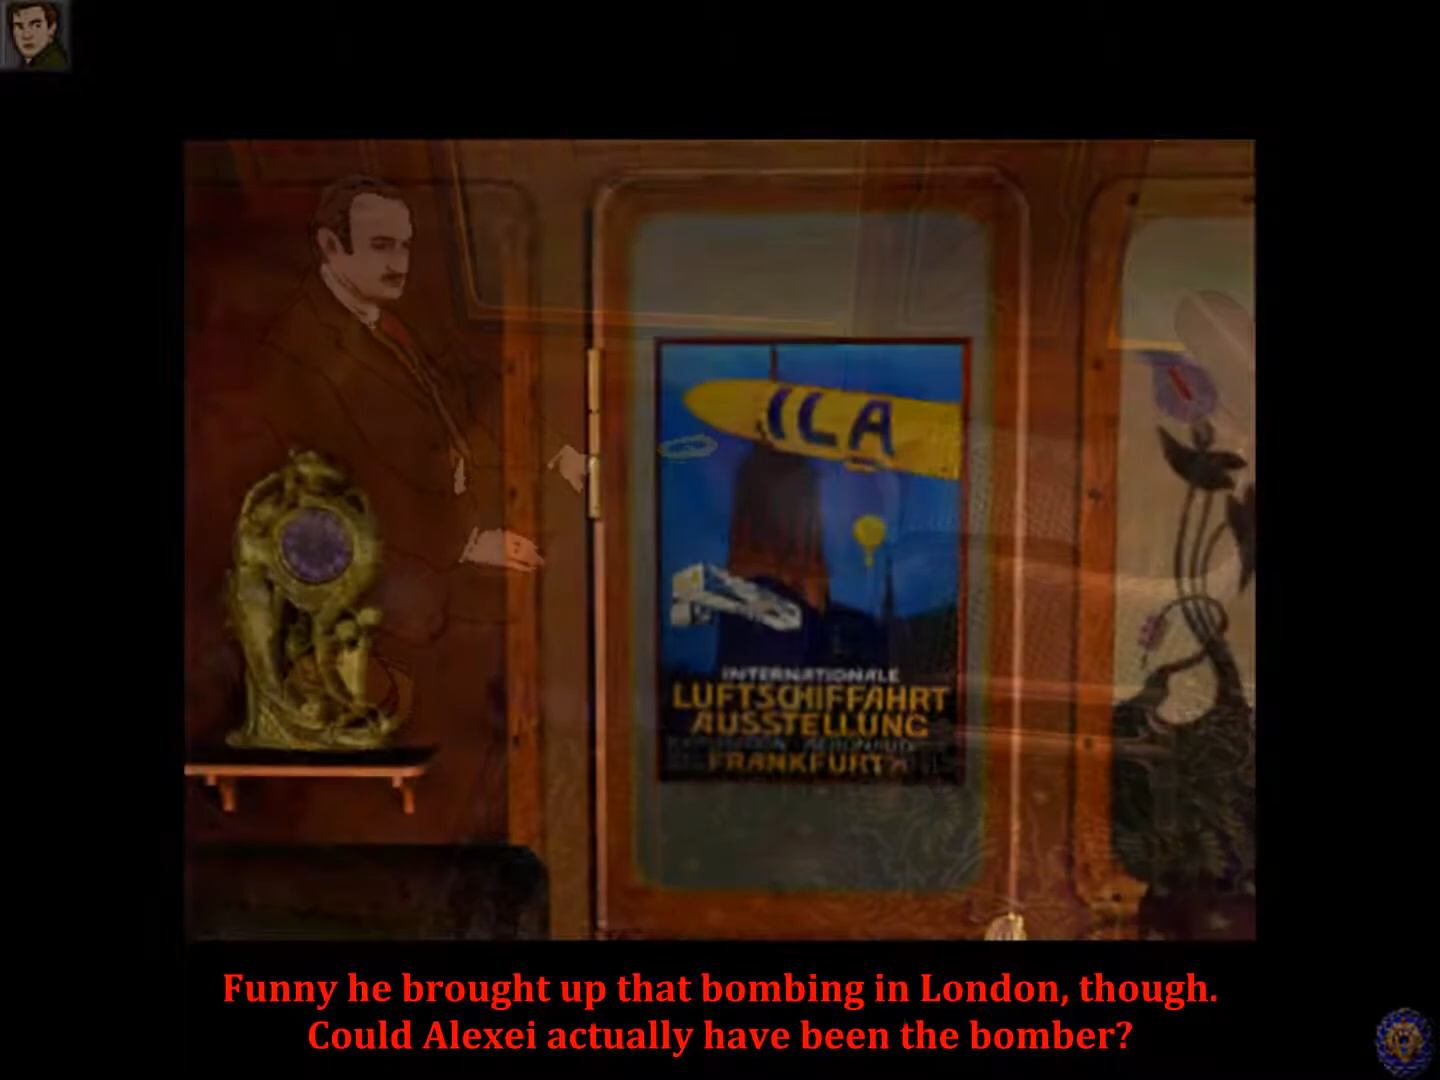 ILA
INTERNATIONALE
LUFTSCHIFFAHRT
AUSSTELLUNG
FRANKFURT
Funny he brought up that bombing in London, though.
Could Alexei actually have been the bomber?